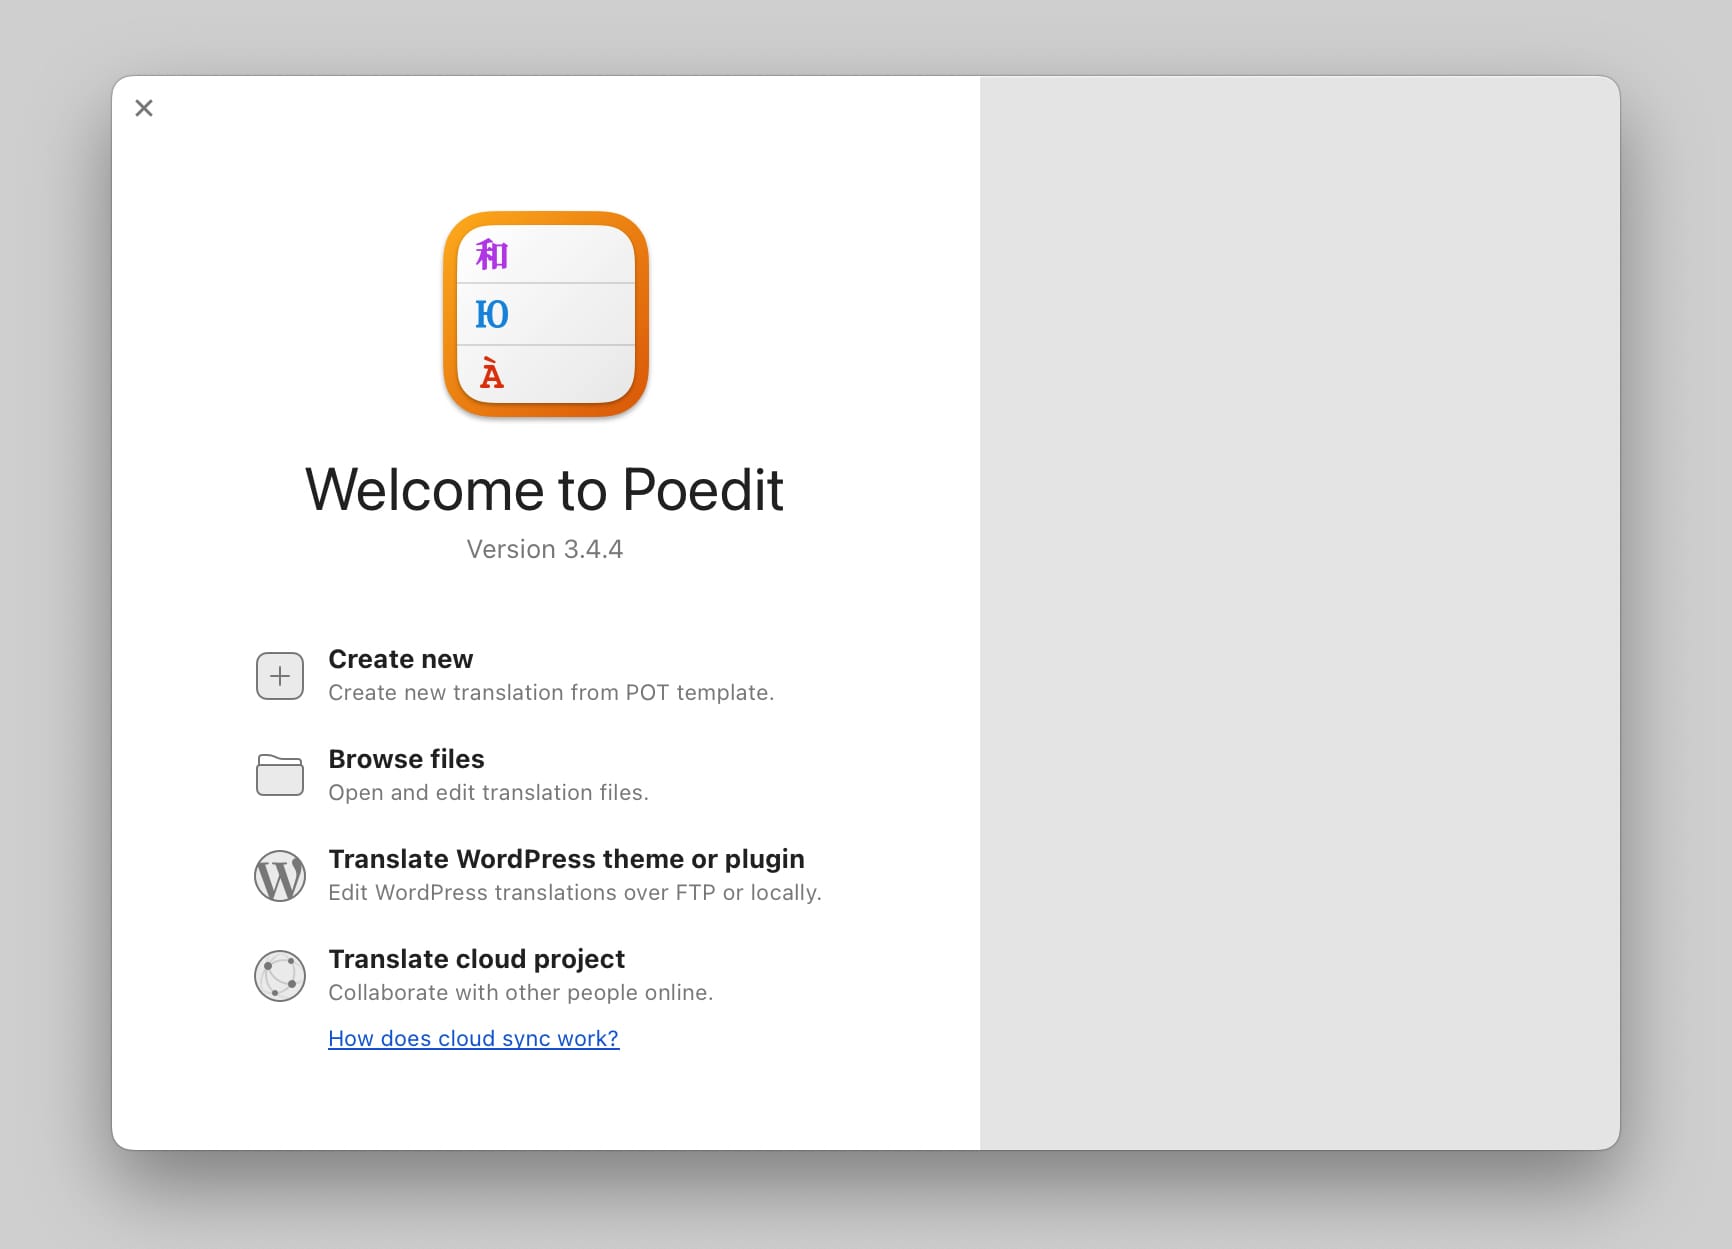 和
Ю
À
Welcome to Poedit
Version 3.4.4
Create new
Create new translation from POT template.
Browse files
Open and edit translation files.
W
Translate WordPress theme or plugin
Edit WordPress translations over FTP or locally.
Translate cloud project
Collaborate with other people online.
How does cloud sync work?